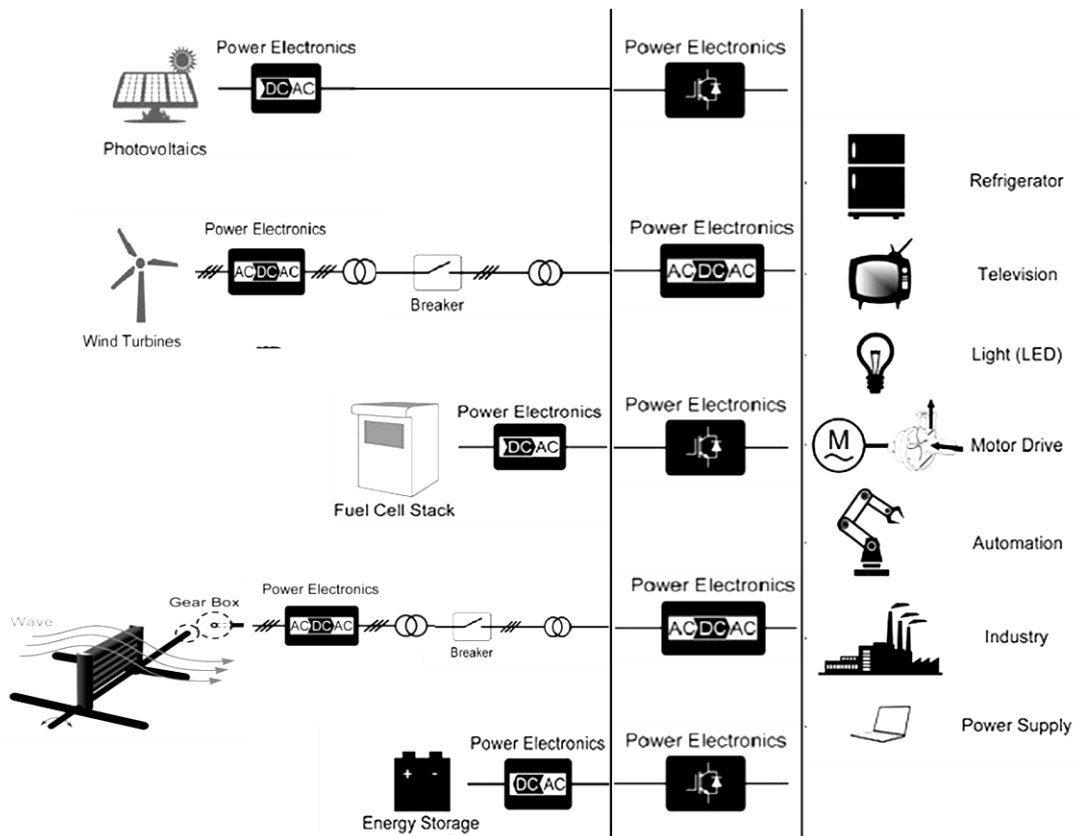 Power Electronics
Power Electronics
DC AC
Photovoltaics
Refrigerator
Power Electronics
Power Electronics
AC DC AC
AC DC AC
Breaker
Wind Turbines
Television
Light (LED)
Power Electronics
Power Electronics
DC AC
Fuel Cell Stack
M
Motor Drive
Automation
Power Electronics
Power Electronics
Gear Box
Wave
AC DC AC
AC DC AC
Breaker
Industry
Power Supply
Power Electronics
Power Electronics
+ -
DC AC
Energy Storage